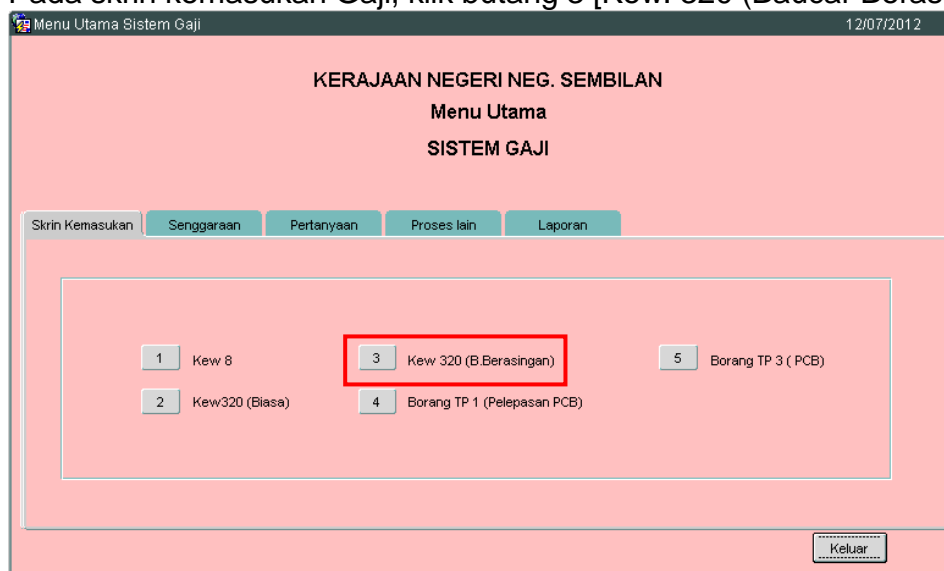 Pada skrin kemasukan Gaji, klik butang 3 [Kew. 320 (Baucar Beras
Menu Utama Sistem Gaji 12/07/2012
KERAJAAN NEGERI NEG. SEMBILAN
Menu Utama
SISTEM GAJI
Skrin Kemasukan Senggaraan Pertanyaan Proses lain Laporan
1 Kew 8 3 Kew 320 (B.Berasingan) 5 Borang TP 3 ( PCB)
2 Kew320 (Biasa) 4 Borang TP 1 (Pelepasan PCB)
Keluar